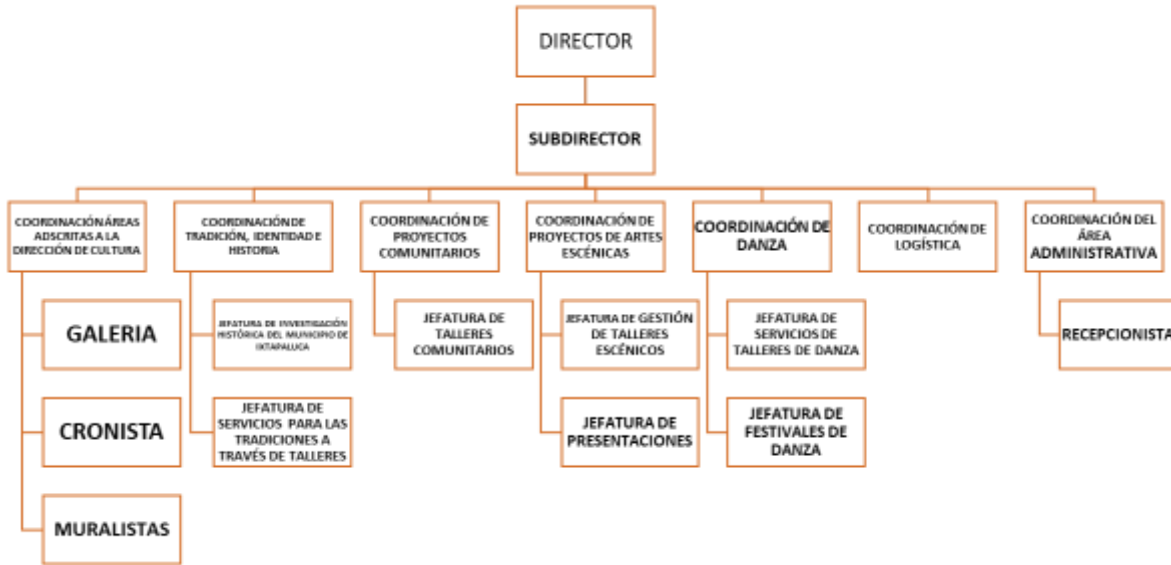 DIRECTOR
SUBDIRECTOR
COORDINACIÓN ÁREAS
ADSCRITAS A LA
DIRECCIÓN DE CULTURA
COORDINACIÓN DE
TRADICIÓN, IDENTIDAD E
HISTORIA
COORDINACIÓN DE
PROYECTOS
COMUNITARIOS
COORDINACIÓN DE
PROYECTOS DE ARTES
ESCÉNICAS
COORDINACIÓN DE
DANZA
COORDINACIÓN DE
LOGÍSTICA
COORDINACIÓN DEL
ÁREA
ADMINISTRATIVA
GALERIA
CRONISTA
MURALISTAS
JEFATURA DE INVESTIGACIÓN
HISTÓRICA DEL MUNICIPIO DE
IXTAPALUCA
JEFATURA DE
SERVICIOS PARA LAS
TRADICIONES A
TRAVÉS DE TALLERES
JEFATURA DE
TALLERES
COMUNITARIOS
JEFATURA DE GESTIÓN
DE TALLERES
ESCÉNICOS
JEFATURA DE
PRESENTACIONES
JEFATURA DE
SERVICIOS DE
TALLERES DE DANZA
JEFATURA DE
FESTIVALES DE
DANZA
RECEPCIONISTA